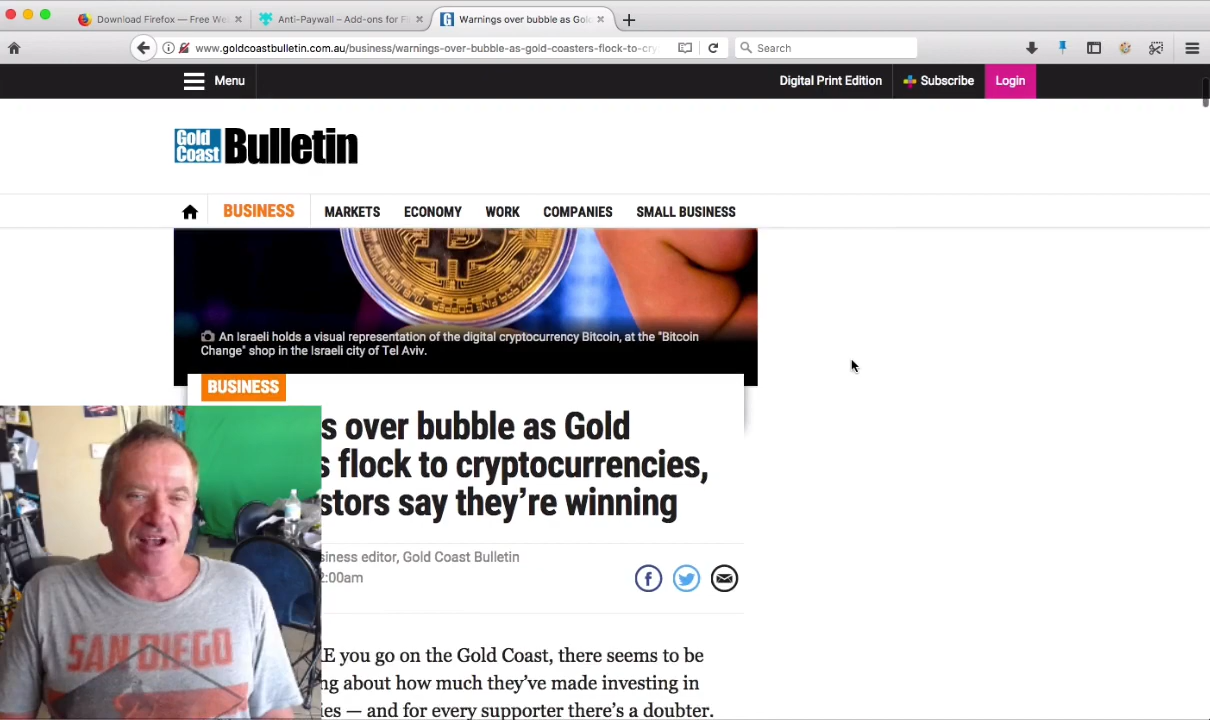 Download Firefox — Free We
Anti-Paywall – Add-ons for F
Warnings over bubble as Gol
www.goldcoastbulletin.com.au/business/warnings-over-bubble-as-gold-coasters-flock-to-cry
Search
Menu
Digital Print Edition
Subscribe
Login
Gold Coast Bulletin
BUSINESS
MARKETS
ECONOMY
WORK
COMPANIES
SMALL BUSINESS
An Israeli holds a visual representation of the digital cryptocurrency Bitcoin, at the "Bitcoin
Change" shop in the Israeli city of Tel Aviv.
BUSINESS
s over bubble as Gold
s flock to cryptocurrencies,
stors say they're winning
siness editor, Gold Coast Bulletin
2:00am
E you go on the Gold Coast, there seems to be
ng about how much they've made investing in
ies — and for every supporter there's a doubter.
SAN DIEGO